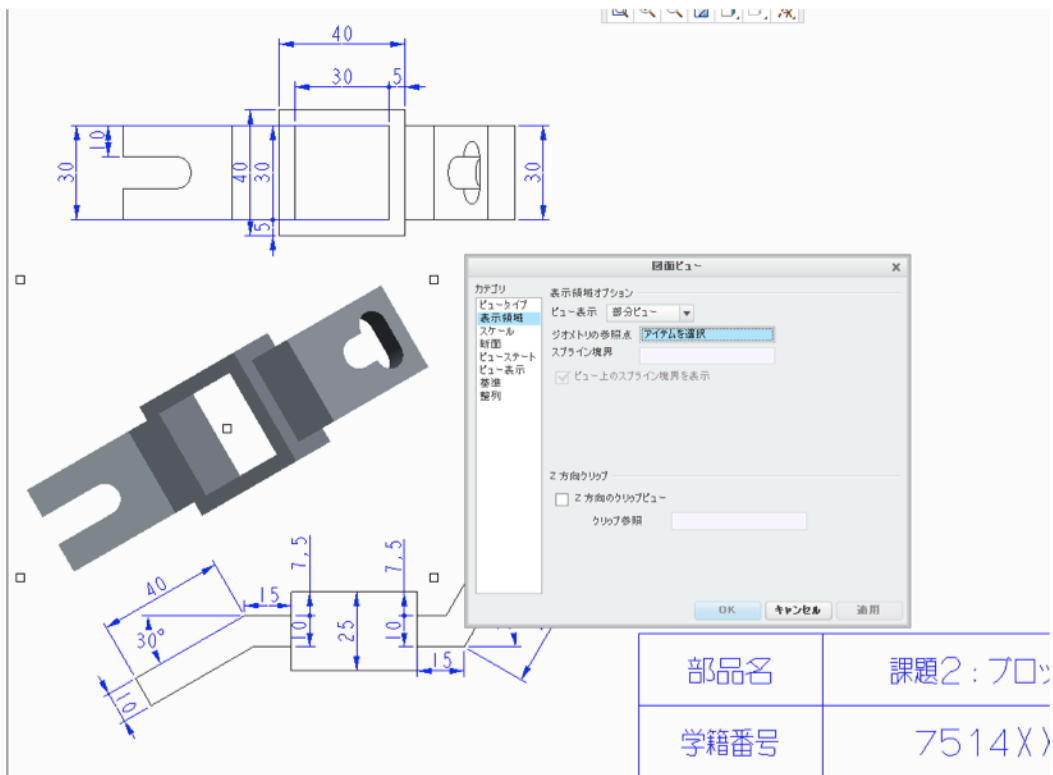 40
30 5
10
30
40
30
5
30
図面ビュー
カテゴリ
ビュータイプ
表示領域
スケール
断面
ビューステート
ビュー表示
基準
整列
表示領域オプション
ビュー表示 部分ビュー
ジオメトリの参照点 アイテムを選択
スプライン境界
ビュー上のスプライン境界を表示
Z 方向クリップ
Z 方向のクリップビュー
クリップ参照
OK キャンセル 適用
7,5
7,5
40
15
30°
10
25
10
15
10
部品名 課題2:ブロッ
学籍番号 7514XX